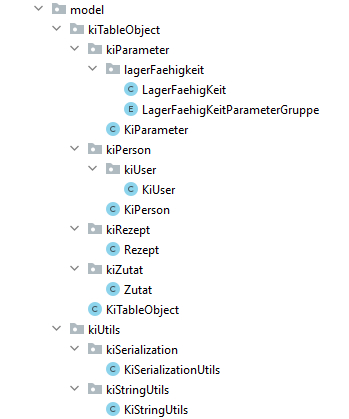 model
kiTableObject
kiParameter
lagerFaehigkeit
C LagerFaehigKeit
E LagerFaehigKeitParameterGruppe
C KiParameter
kiPerson
kiUser
C KiUser
C KiPerson
kiRezept
C Rezept
kiZutat
C Zutat
C KiTableObject
kiUtils
kiSerialization
C KiSerializationUtils
kiStringUtils
C KiStringUtils